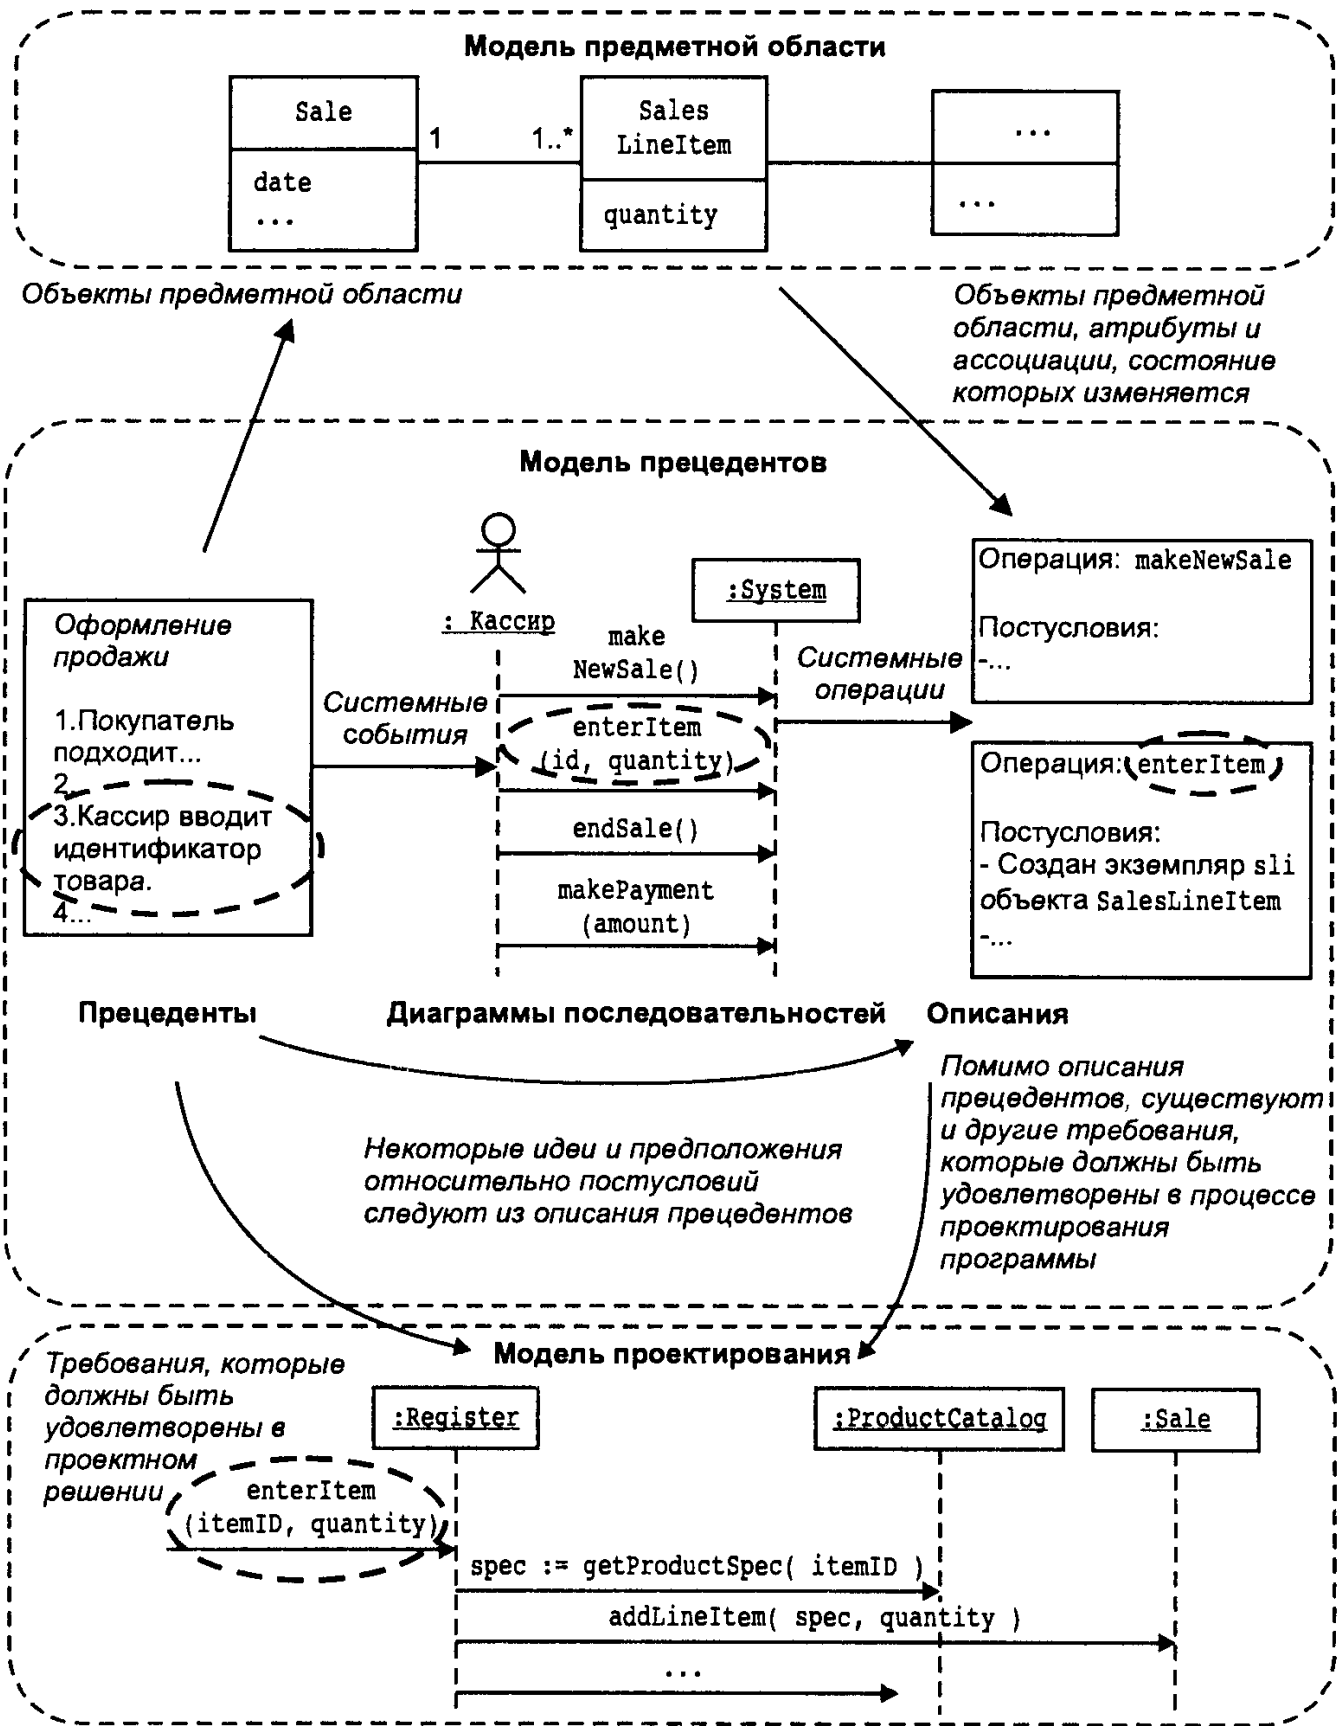 Модель предметной области
Sale
1
1..*
Sales
LineItem
...
date
...
quantity
...
Объекты предметной области
Объекты предметной
области, атрибуты и
ассоциации, состояние
которых изменяется
Модель прецедентов
Оформление
продажи
1.Покупатель
подходит...
2...
3.Кассир вводит
идентификатор
товара.
4...
Системные
события
: Кассир
:System
make
NewSale()
enterItem
(id, quantity)
endSale()
makePayment
(amount)
Системные
операции
Операция: makeNewSale
Постусловия:
-...
Операция: enterItem
Постусловия:
- Создан экземпляр sli
объекта SalesLineItem
-...
Прецеденты
Диаграммы последовательностей
Описания
Некоторые идеи и предположения
относительно постусловий
следуют из описания прецедентов
Помимо описания
прецедентов, существуют
и другие требования,
которые должны быть
удовлетворены в процессе
проектирования
программы
Модель проектирования
Требования, которые
должны быть
удовлетворены в
проектном
решении
:Register
:ProductCatalog
:Sale
enterItem
(itemID, quantity)
spec := getProductSpec( itemID )
addLineItem( spec, quantity )
...